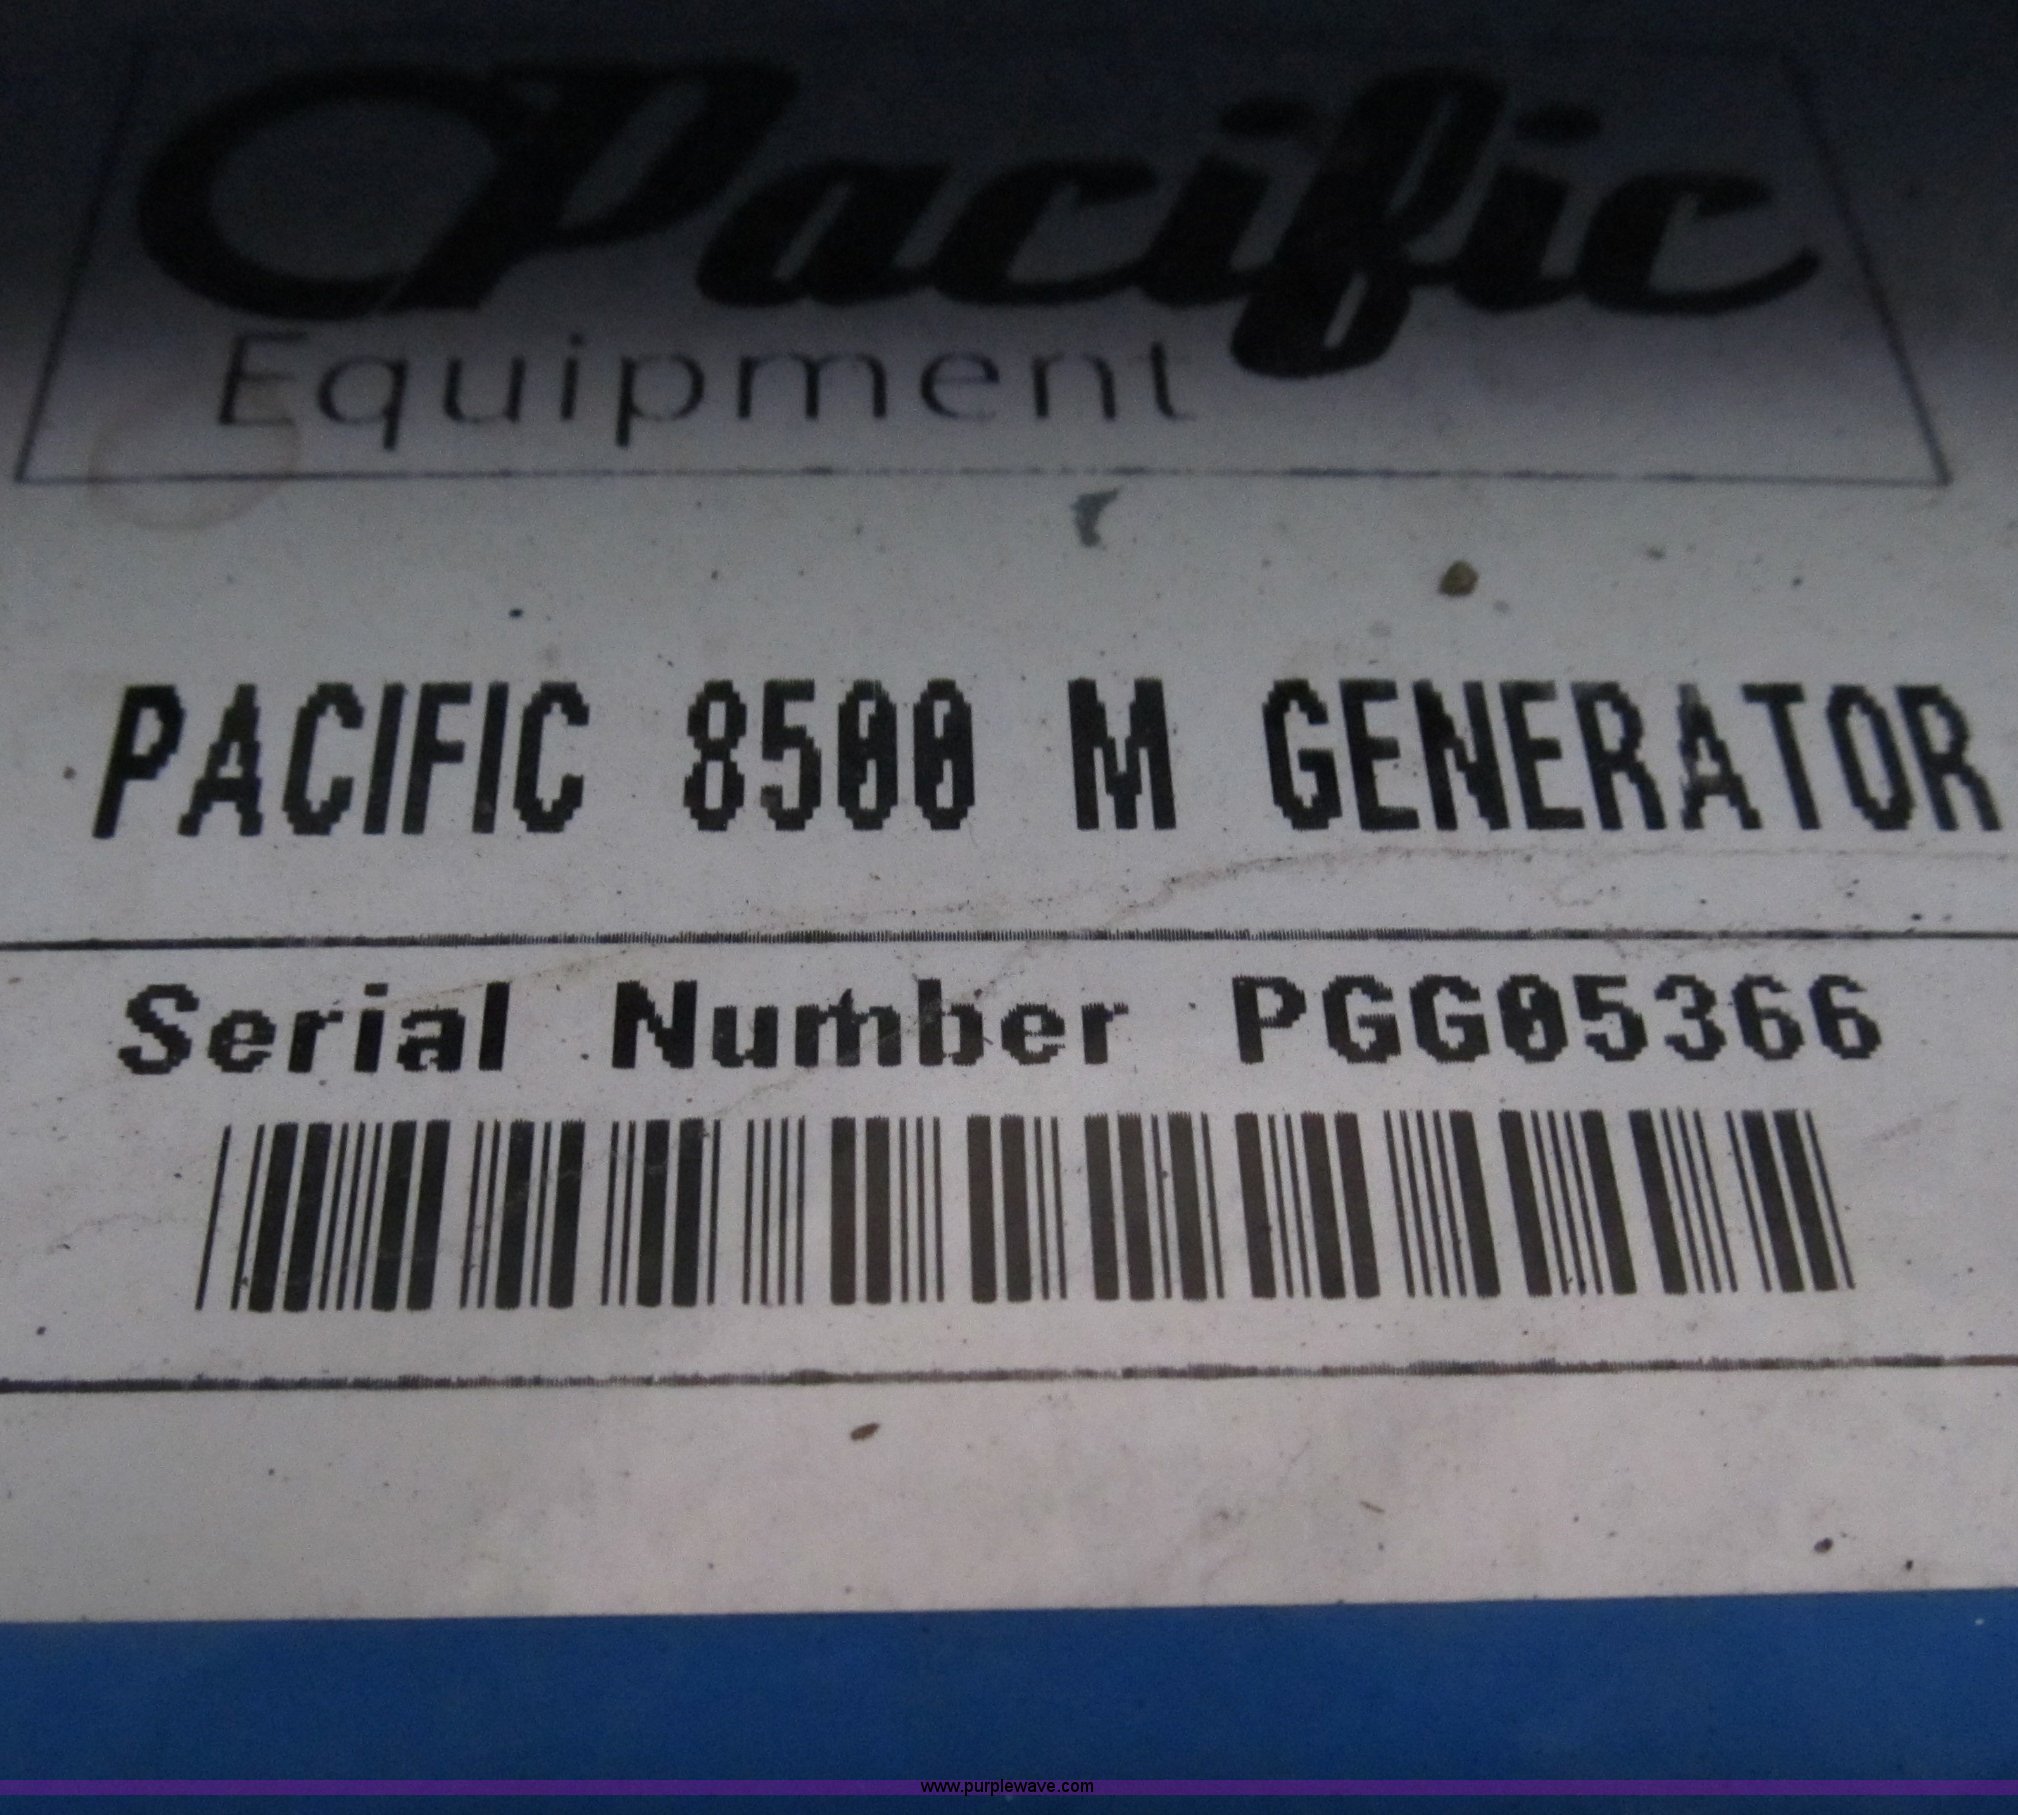 Pacific
Equipment
PACIFIC 8500 M GENERATOR
Serial Number PGG05366
www.purplewave.com